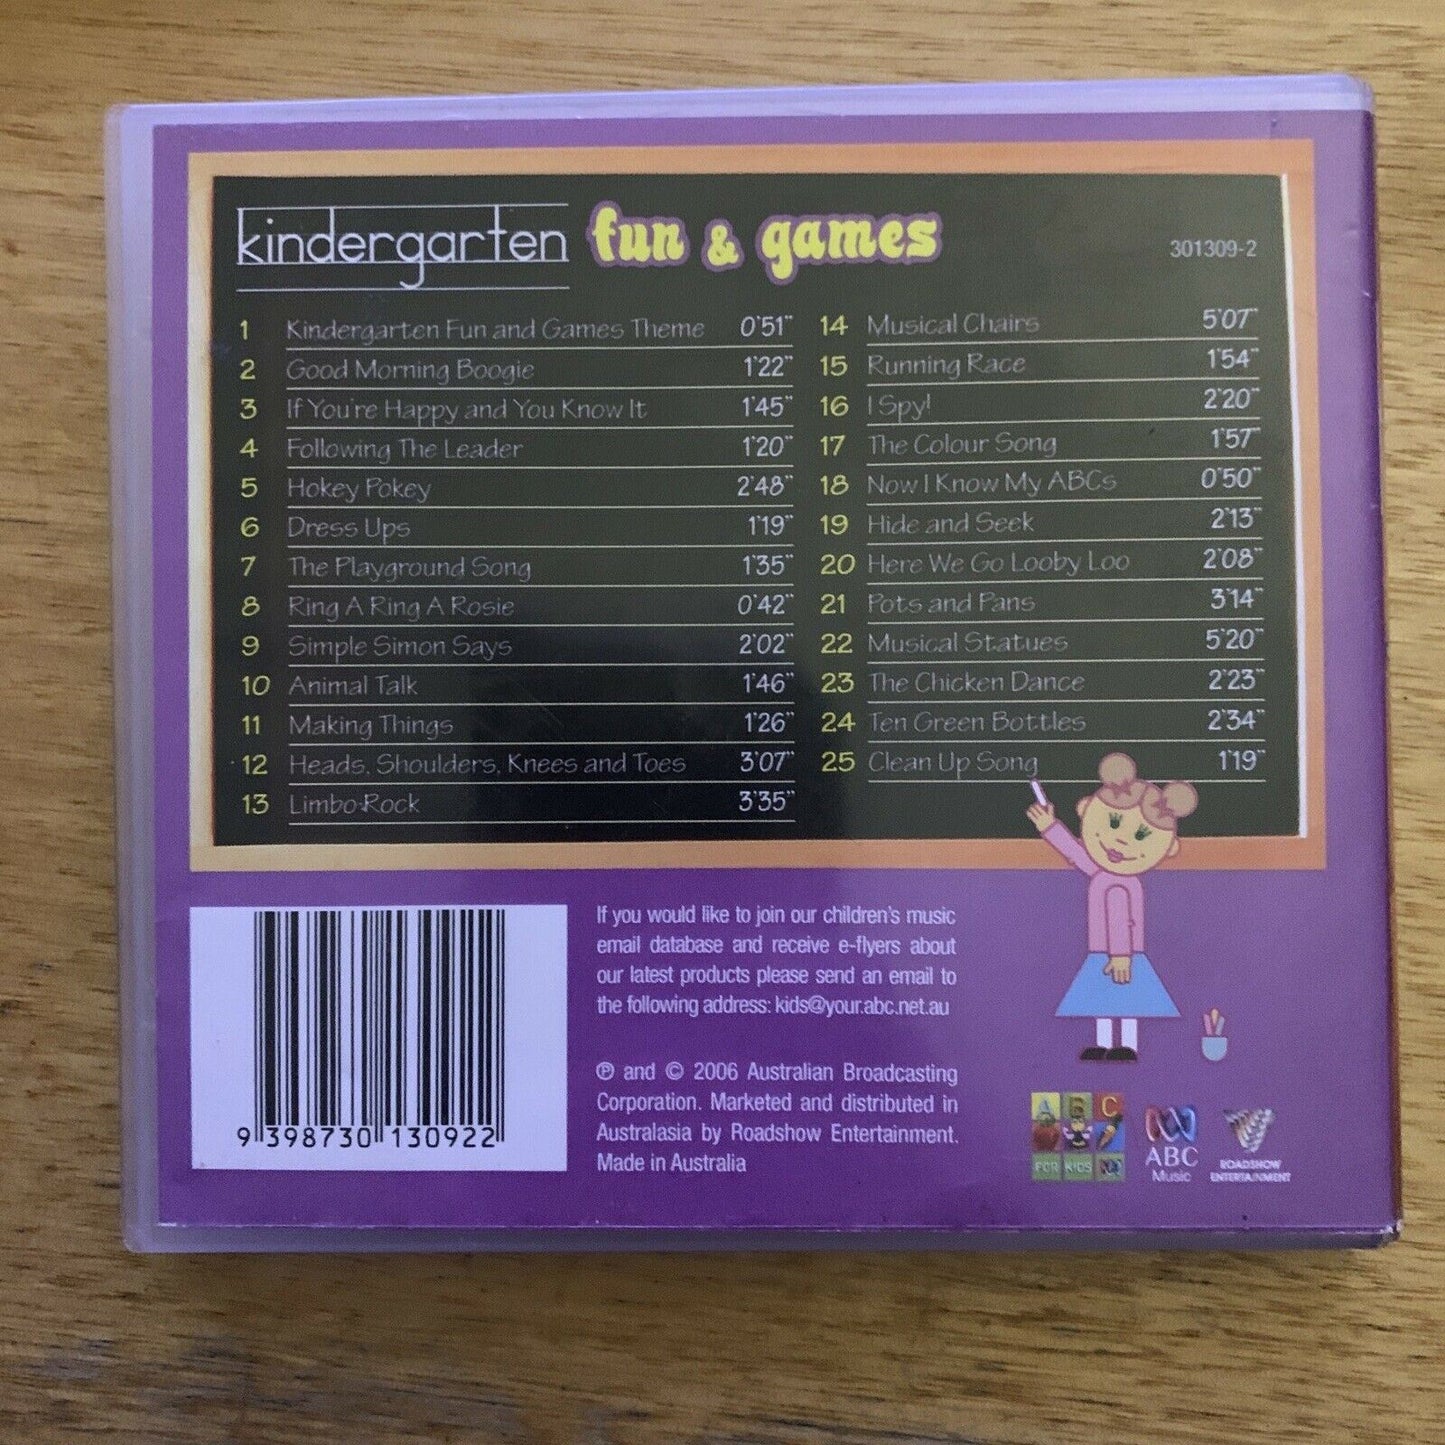 kindergarten fun & games
301309-2
1 Kindergarten Fun and Games Theme 0'51"
2 Good Morning Boogie 1'22"
3 If You're Happy and You Know It 1'45"
4 Following The Leader 1'20"
5 Hokey Pokey 2'48"
6 Dress Ups 1'19"
7 The Playground Song 1'35"
8 Ring A Ring A Rosie 0'42"
9 Simple Simon Says 2'02"
10 Animal Talk 1'46"
11 Making Things 1'26"
12 Heads, Shoulders, Knees and Toes 3'07"
13 Limbo Rock 3'35"
14 Musical Chairs 5'07"
15 Running Race 1'54"
16 I Spy! 2'20"
17 The Colour Song 1'57"
18 Now I Know My ABCs 0'50"
19 Hide and Seek 2'13"
20 Here We Go Looby Loo 2'08"
21 Pots and Pans 3'14"
22 Musical Statues 5'20"
23 The Chicken Dance 2'23"
24 Ten Green Bottles 2'34"
25 Clean Up Song 1'19"
If you would like to join our children's music
email database and receive e-flyers about
our latest products please send an email to
the following address: kids@your.abc.net.au
℗ and © 2006 Australian Broadcasting
Corporation. Marketed and distributed in
Australasia by Roadshow Entertainment.
Made in Australia
9 398730 130922
A B C
FOR KIDS
ABC
Music
ROADSHOW
ENTERTAINMENT